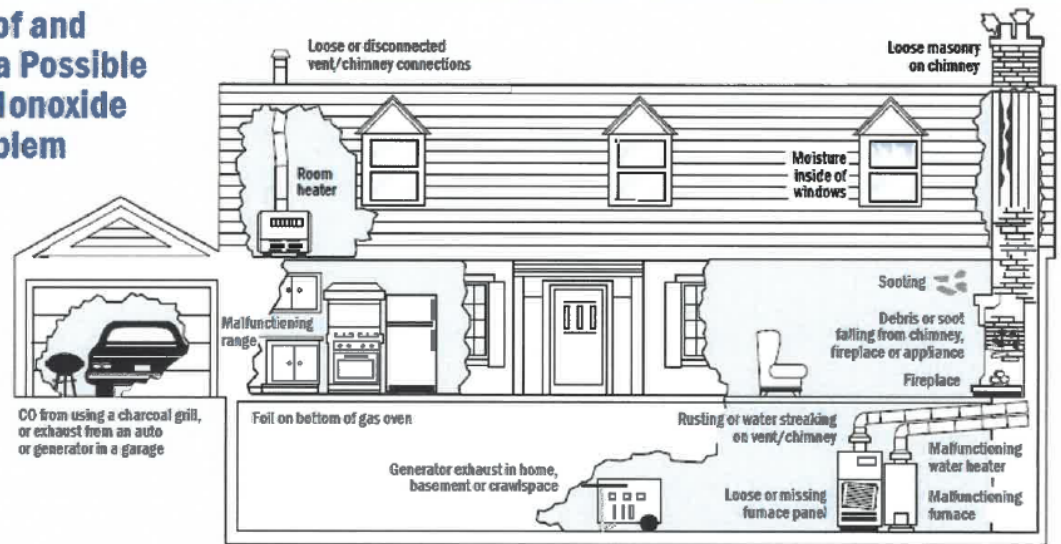 of and
a Possible
Monoxide
blem
Loose or disconnected
vent/chimney connections
Loose masonry
on chimney
Room
heater
Moisture
inside of
windows
Sooting
Malfunctioning
range
Debris or soot
falling from chimney,
fireplace or appliance
Fireplace
CO from using a charcoal grill,
or exhaust from an auto
or generator in a garage
Foil on bottom of gas oven
Rusting or water streaking
on vent/chimney
Generator exhaust in home,
basement or crawlspace
Loose or missing
furnace panel
Malfunctioning
water heater
Malfunctioning
furnace